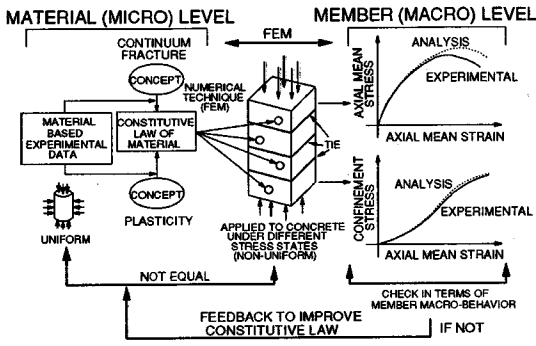 MATERIAL (MICRO) LEVEL
FEM
MEMBER (MACRO) LEVEL
CONTINUUM
FRACTURE
CONCEPT
NUMERICAL
TECHNIQUE
(FEM)
MATERIAL
BASED
EXPERIMENTAL
DATA
CONSTITUTIVE
LAW OF
MATERIAL
CONCEPT
PLASTICITY
UNIFORM
TIE
APPLIED TO CONCRETE
UNDER DIFFERENT
STRESS STATES
(NON-UNIFORM)
AXIAL MEAN
STRESS
ANALYSIS
EXPERIMENTAL
AXIAL MEAN STRAIN
CONFINEMENT
STRESS
ANALYSIS
EXPERIMENTAL
AXIAL MEAN STRAIN
NOT EQUAL
CHECK IN TERMS OF
MEMBER MACRO-BEHAVIOR
FEEDBACK TO IMPROVE
CONSTITUTIVE LAW
IF NOT